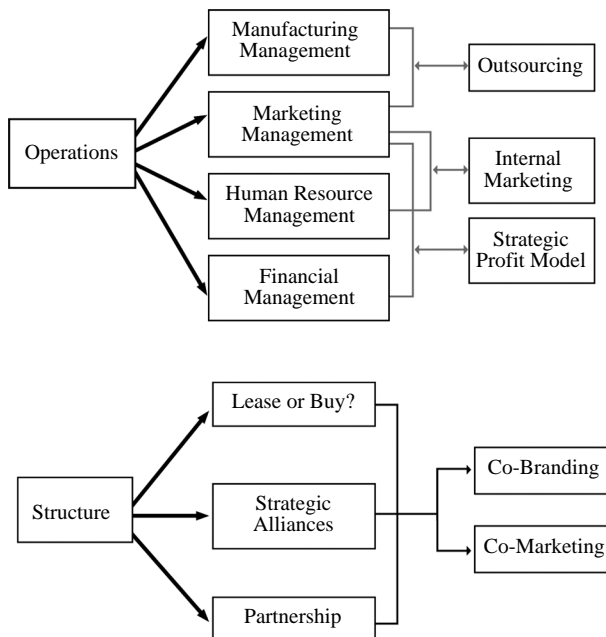 Manufacturing
Management
Outsourcing
Marketing
Management
Operations
Internal
Marketing
Human Resource
Management
Strategic
Profit Model
Financial
Management
Lease or Buy?
Co-Branding
Structure
Strategic
Alliances
Co-Marketing
Partnership